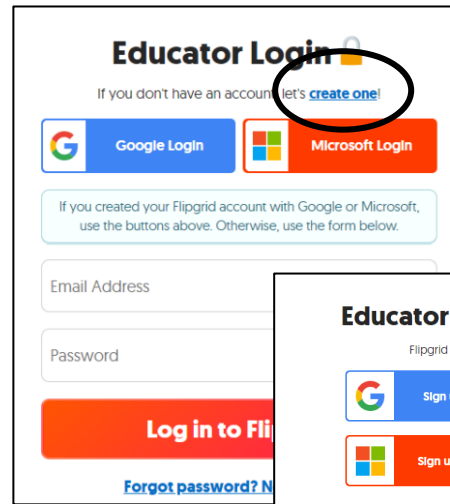 Educator Login
If you don't have an account let's create one!
Google Login
Microsoft Login
If you created your Flipgrid account with Google or Microsoft,
use the buttons above. Otherwise, use the form below.
Email Address
Password
Log in to Fli
Forgot password? N
Educator
Flipgrid
Sign
Sign u